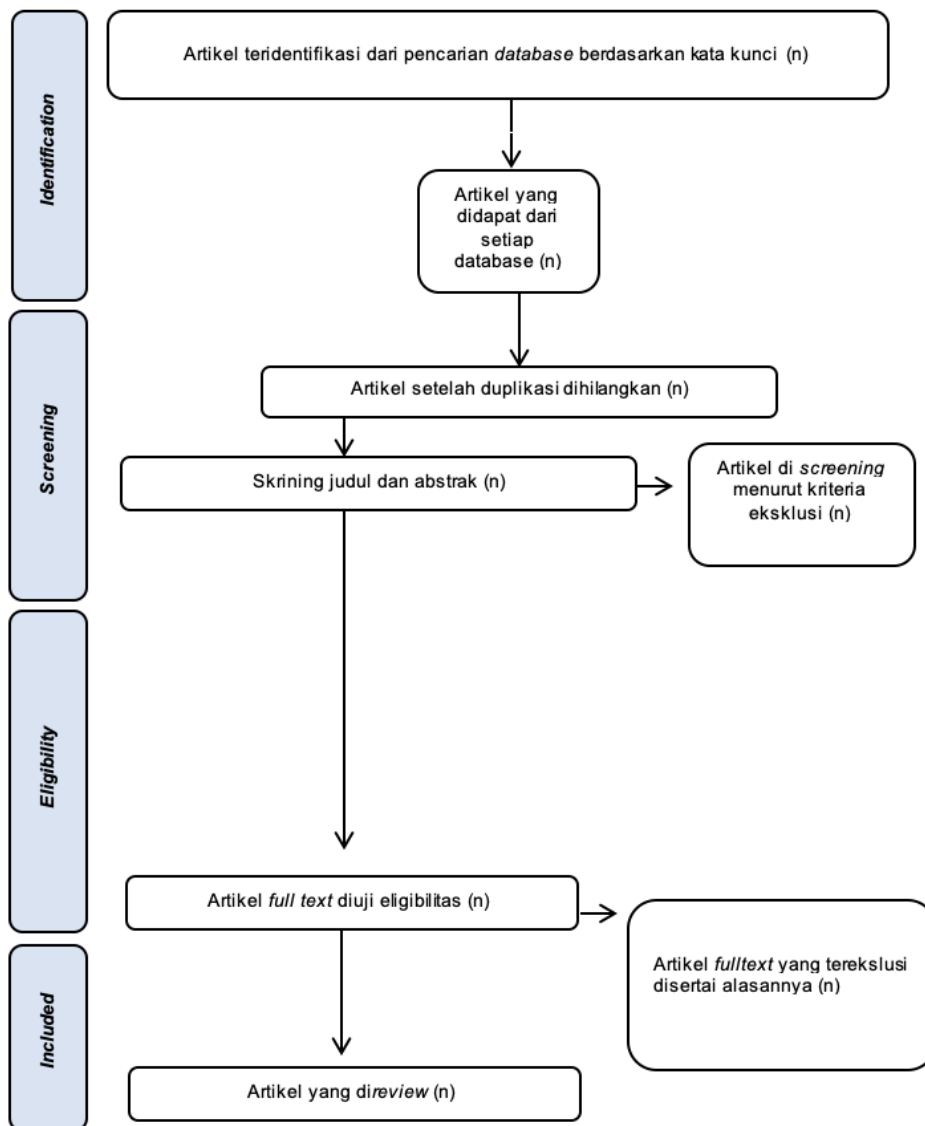 Identification
Artikel teridentifikasi dari pencarian database berdasarkan kata kunci (n)
Artikel yang
didapat dari
setiap
database (n)
Screening
Artikel setelah duplikasi dihilangkan (n)
Skrining judul dan abstrak (n)
Artikel di screening
menurut kriteria
eksklusi (n)
Eligibility
Artikel full text diuji eligibilitas (n)
Artikel fulltext yang terekslusi
disertai alasannya (n)
Included
Artikel yang direview (n)